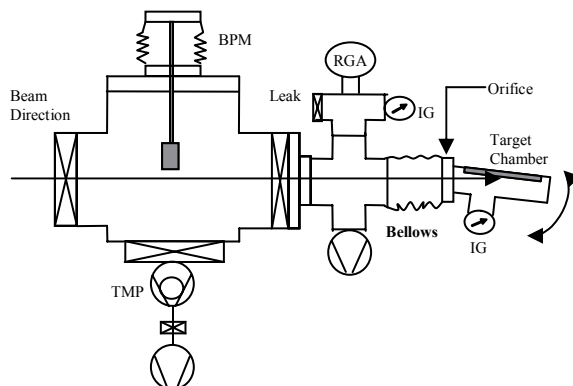 BPM
Beam
Direction
Leak
RGA
IG
Orifice
Target
Chamber
Bellows
IG
TMP